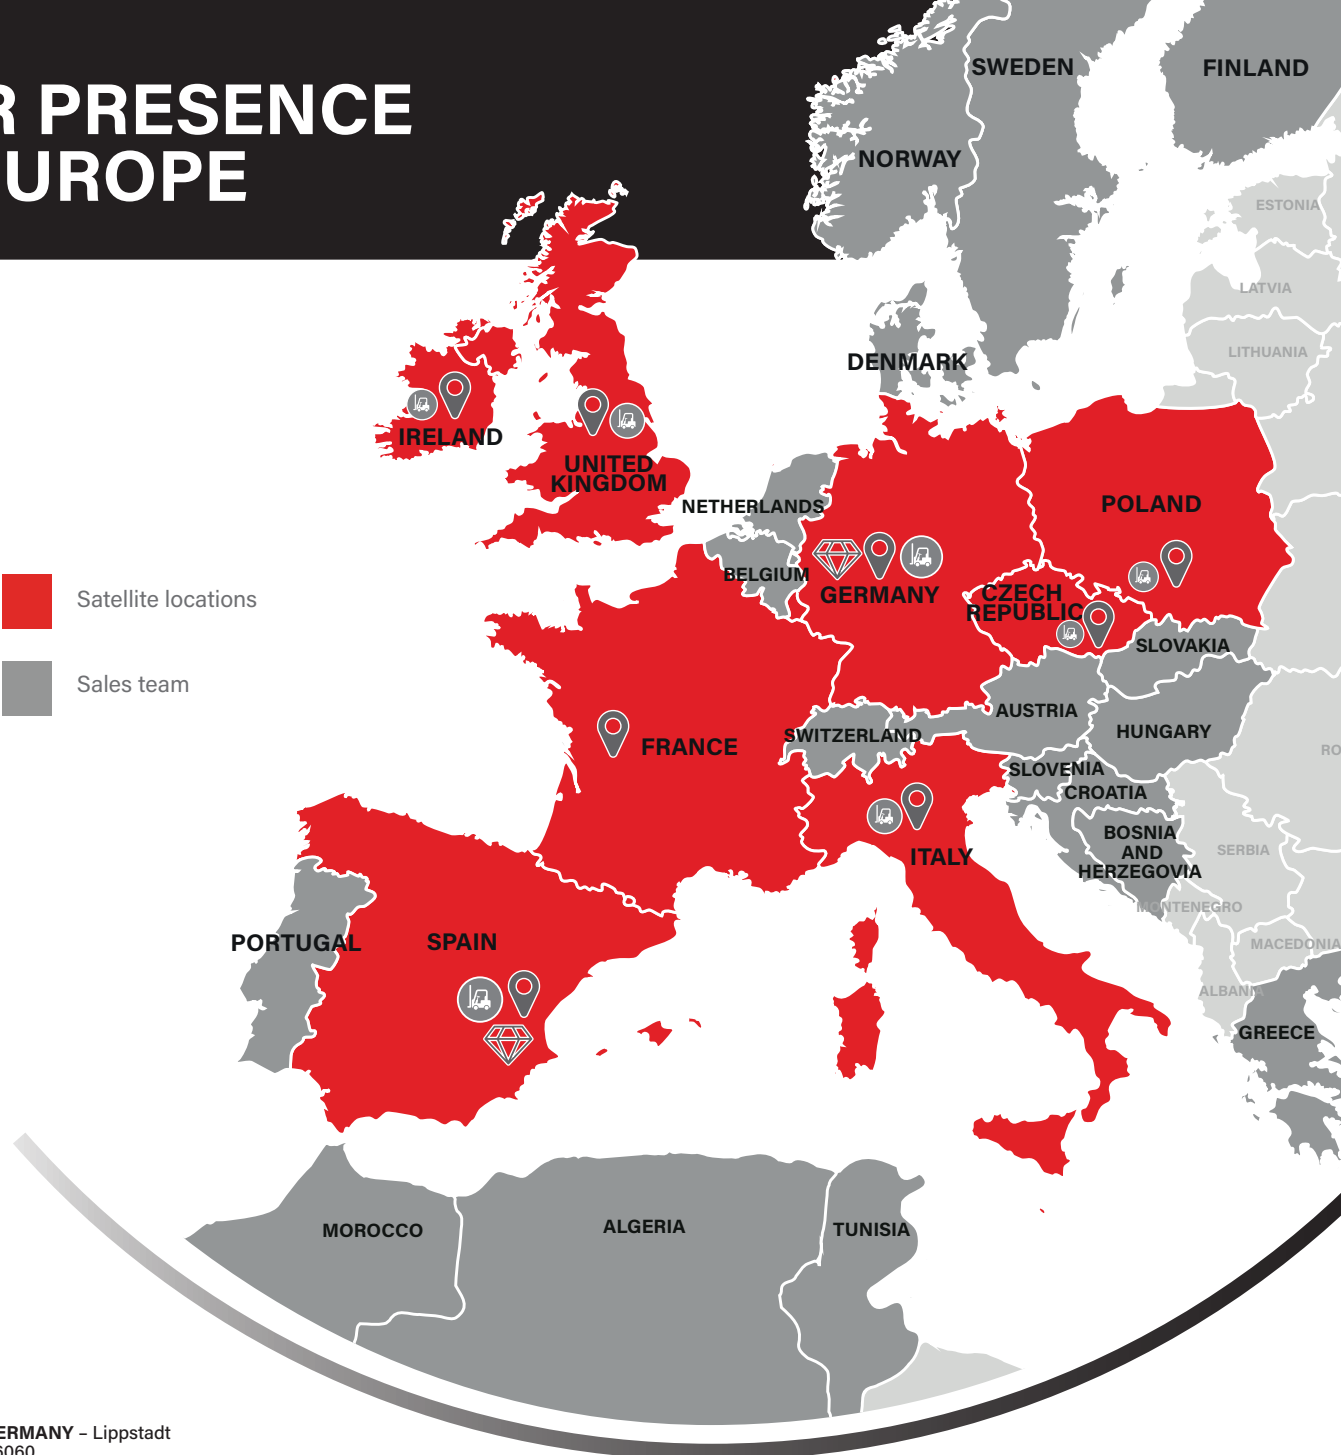 R PRESENCE
UROPE
SWEDEN
FINLAND
NORWAY
ESTONIA
LATVIA
LITHUANIA
DENMARK
IRELAND
UNITED
KINGDOM
NETHERLANDS
POLAND
BELGIUM
GERMANY
CZECH
REPUBLIC
SLOVAKIA
Satellite locations
Sales team
AUSTRIA
SWITZERLAND
HUNGARY
FRANCE
RO
SLOVENIA
CROATIA
BOSNIA
AND
HERZEGOVIA
SERBIA
ITALY
MONTENEGRO
PORTUGAL
SPAIN
MACEDONIA
ALBANIA
GREECE
MOROCCO
ALGERIA
TUNISIA
ERMANY – Lippstadt
6060